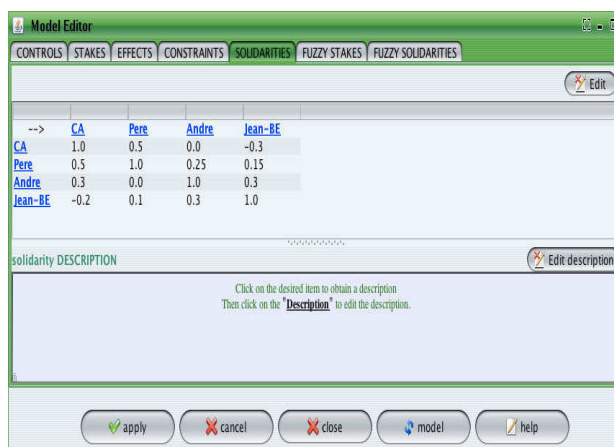 Model Editor
CONTROLS STAKES EFFECTS CONSTRAINTS SOLIDARITIES FUZZY STAKES FUZZY SOLIDARITIES
Edit
--> CA Pere Andre Jean-BE
CA 1.0 0.5 0.0 -0.3
Pere 0.5 1.0 0.25 0.15
Andre 0.3 0.0 1.0 0.3
Jean-BE -0.2 0.1 0.3 1.0
solidarity DESCRIPTION Edit description
Click on the desired item to obtain a description
Then click on the "Description" to edit the description.
apply cancel close model help